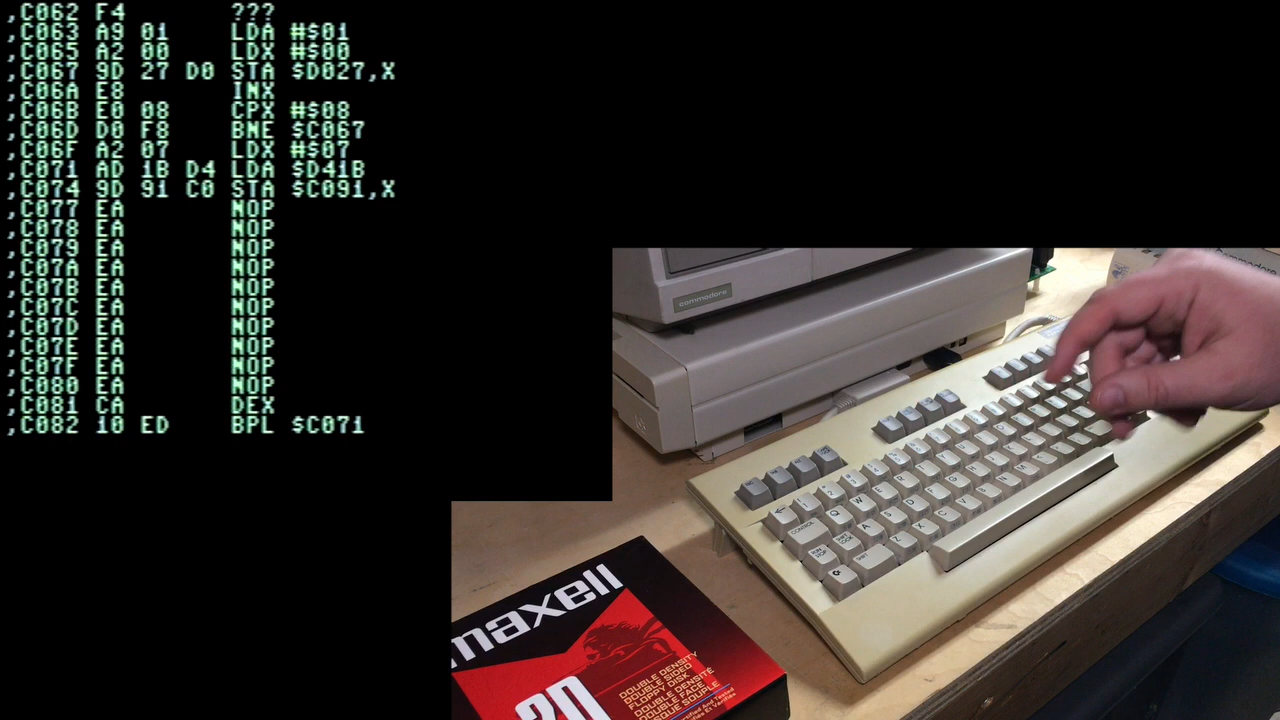 ,C062 F4 ???
,C063 A9 01 LDA #$01
,C065 A2 00 LDX #$00
,C067 9D 27 D0 STA $D027,X
,C06A E8 INX
,C06B E0 08 CPX #$08
,C06D D0 F8 BNE $C067
,C06F A2 07 LDX #$07
,C071 AD 1B D4 LDA $D41B
,C074 9D 91 C0 STA $C091,X
,C077 EA NOP
,C078 EA NOP
,C079 EA NOP
,C07A EA NOP
,C07B EA NOP
,C07C EA NOP
,C07D EA NOP
,C07E EA NOP
,C07F EA NOP
,C080 EA NOP
,C081 CA DEX
,C082 10 ED BPL $C071
commodore
Commodore
maxell
20
DOUBLE DENSITY
DOUBLE SIDED
FLOPPY DISK
DOUBLE DENSITÉ
DOUBLE FACE